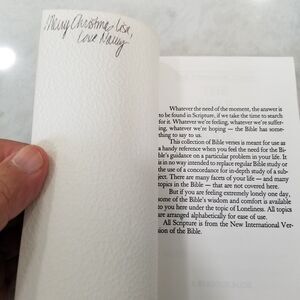 Merry Christmas Lisa,
Love Nancy
Whatever the need of the moment, the answer is
to be found in Scripture, if we take the time to search
for it. Whatever we're feeling, whatever we're suffer-
ing, whatever we're hoping — the Bible has some-
thing to say to us.
This collection of Bible verses is meant for use as
a handy reference when you feel the need for the Bi-
ble's guidance on a particular problem in your life. It
is in no way intended to replace regular Bible study or
the use of a concordance for in-depth study of a sub-
ject. There are many facets of your life — and many
topics in the Bible — that are not covered here.
But if you are feeling extremely lonely one day,
some of the Bible's wisdom and comfort is available
to you here under the topic of Loneliness. All topics
are arranged alphabetically for ease of use.
All Scripture is from the New International Ver-
sion of the Bible.